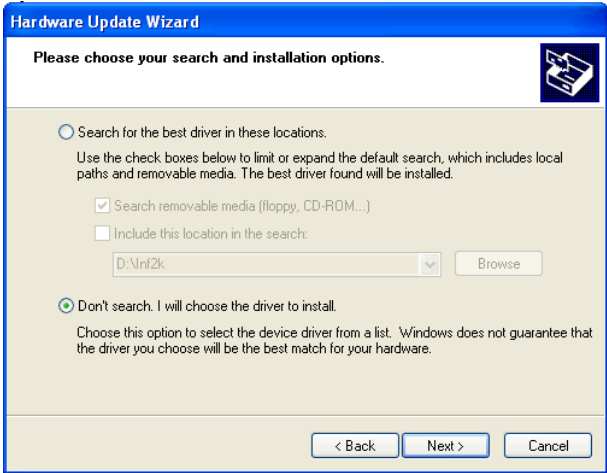 Hardware Update Wizard
Please choose your search and installation options.
Search for the best driver in these locations.
Use the check boxes below to limit or expand the default search, which includes local
paths and removable media. The best driver found will be installed.
Search removable media (floppy, CD-ROM...)
Include this location in the search:
D:\Inf2k
Browse
Don't search. I will choose the driver to install.
Choose this option to select the device driver from a list. Windows does not guarantee that
the driver you choose will be the best match for your hardware.
< Back Next > Cancel